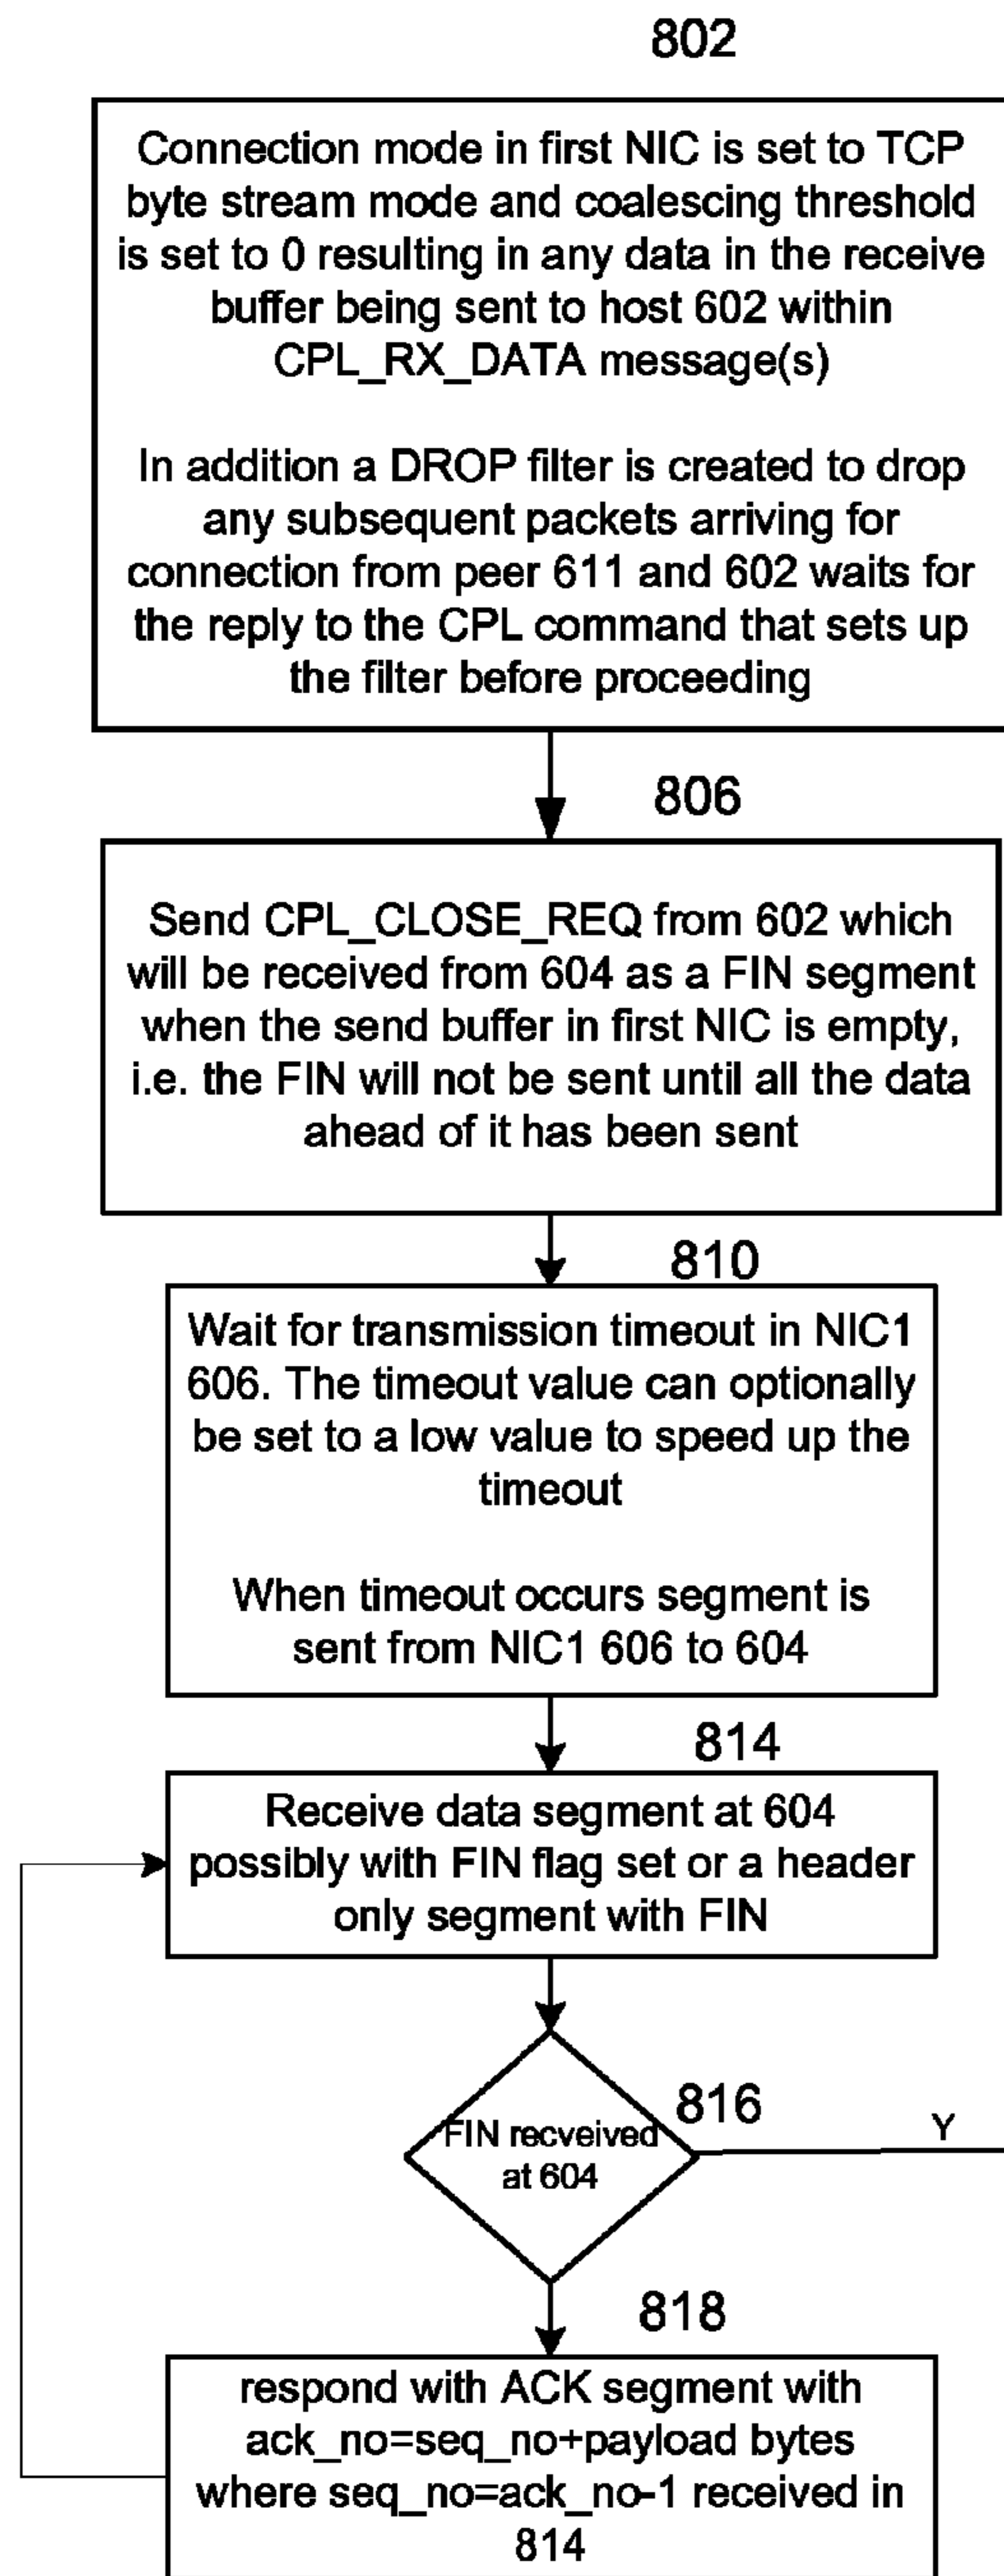 802
Connection mode in first NIC is set to TCP
byte stream mode and coalescing threshold
is set to 0 resulting in any data in the receive
buffer being sent to host 602 within
CPL_RX_DATA message(s)
In addition a DROP filter is created to drop
any subsequent packets arriving for
connection from peer 611 and 602 waits for
the reply to the CPL command that sets up
the filter before proceeding
806
Send CPL_CLOSE_REQ from 602 which
will be received from 604 as a FIN segment
when the send buffer in first NIC is empty,
i.e. the FIN will not be sent until all the data
ahead of it has been sent
810
Wait for transmission timeout in NIC1
606. The timeout value can optionally
be set to a low value to speed up the
timeout
When timeout occurs segment is
sent from NIC1 606 to 604
814
Receive data segment at 604
possibly with FIN flag set or a header
only segment with FIN
816
FIN recveived
at 604
Y
818
respond with ACK segment with
ack_no=seq_no+payload bytes
where seq_no=ack_no-1 received in
814